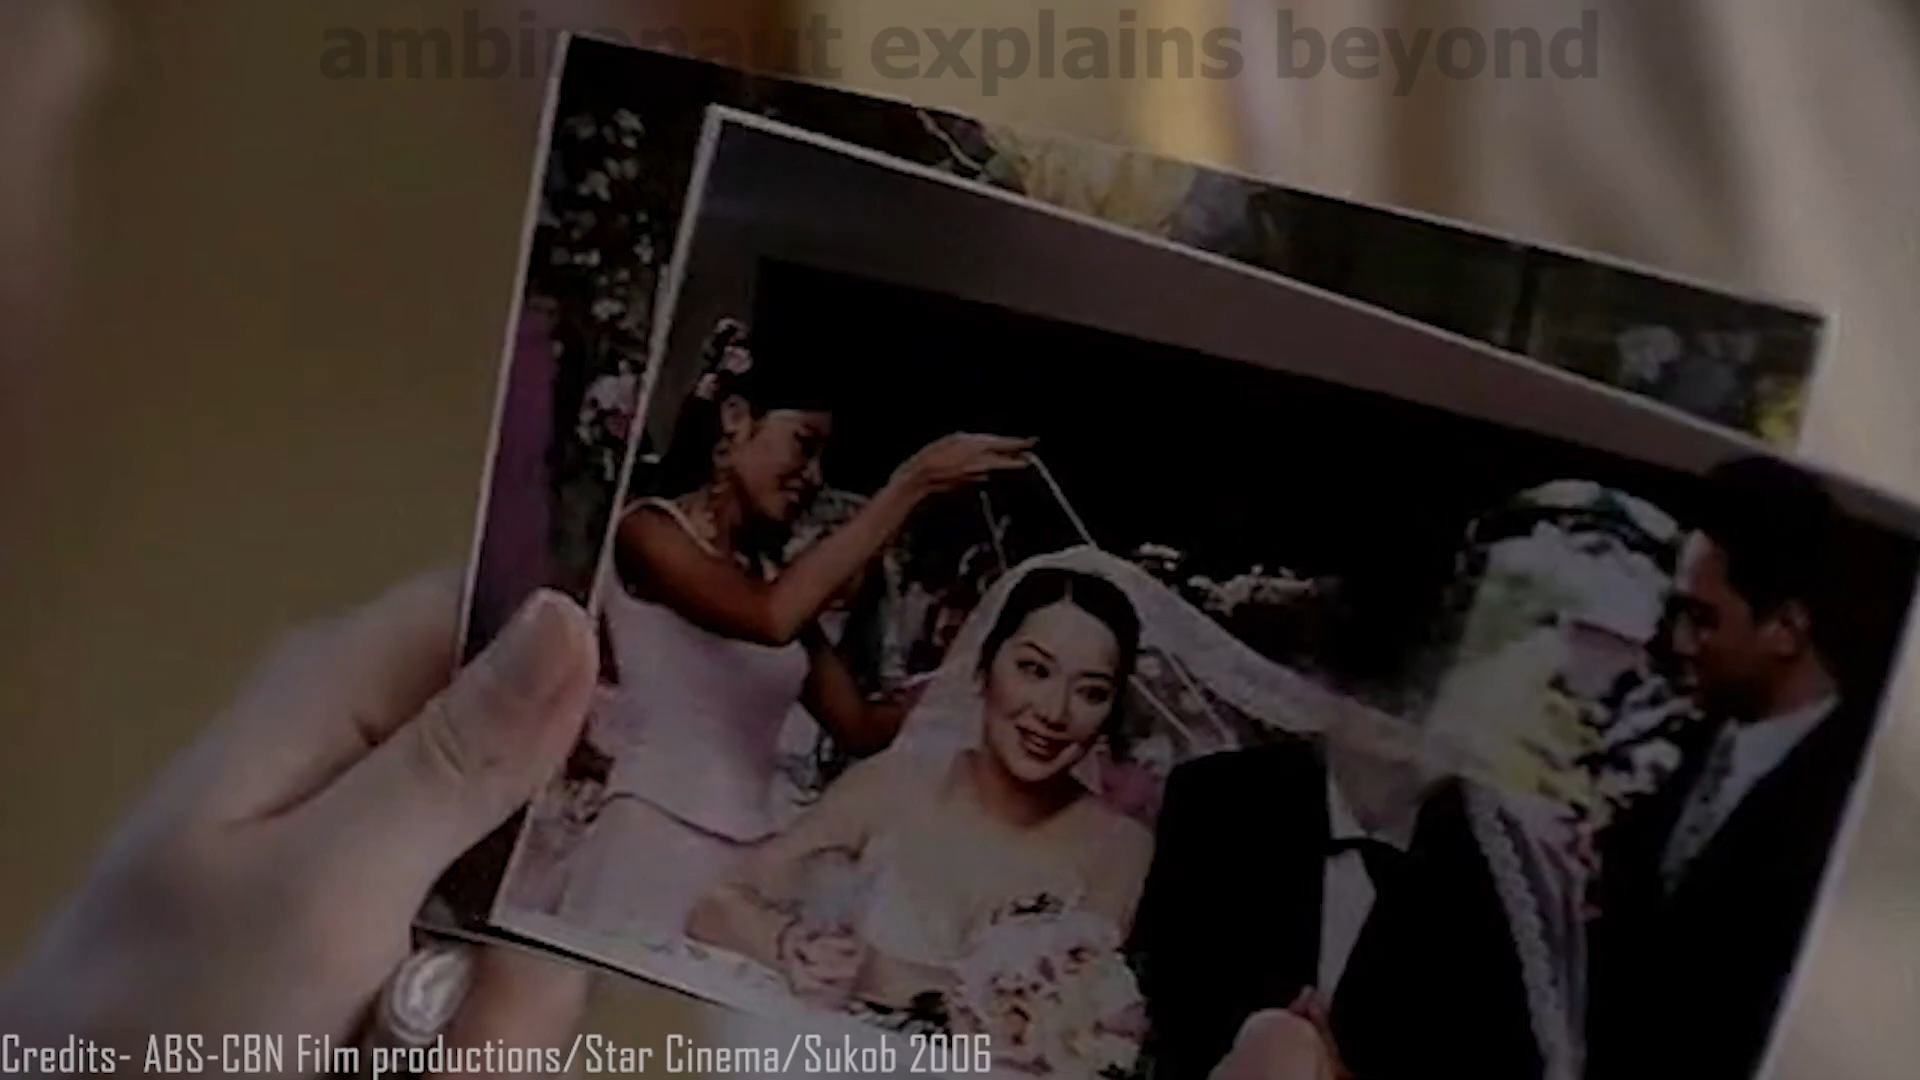 explains beyond
Credits- ABS-CBN Film productions/Star Cinema/Sukob 2006